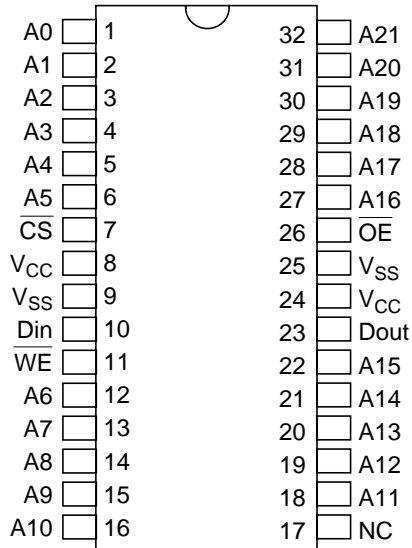 A0 1 32 A21
A1 2 31 A20
A2 3 30 A19
A3 4 29 A18
A4 5 28 A17
A5 6 27 A16
C̅S̅ 7 26 O̅E̅
VCC 8 25 VSS
VSS 9 24 VCC
Din 10 23 Dout
W̅E̅ 11 22 A15
A6 12 21 A14
A7 13 20 A13
A8 14 19 A12
A9 15 18 A11
A10 16 17 NC